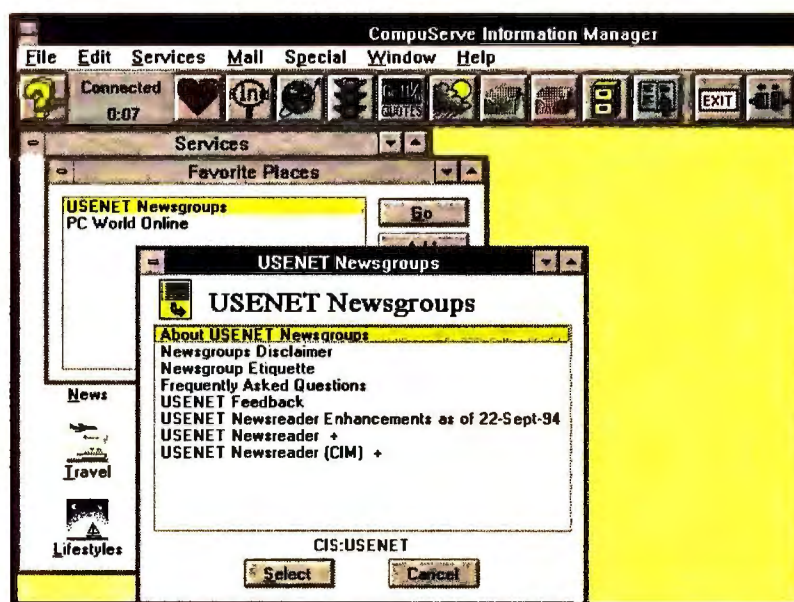 CompuServe Information Manager
File Edit Services Mail Special Window Help
Connected
0:07
QUOTES
EXIT
Services
Favorite Places
USENET Newsgroups
PC World Online
Go
USENET Newsgroups
USENET Newsgroups
About USENET Newsgroups
Newsgroups Disclaimer
Newsgroup Etiquette
Frequently Asked Questions
USENET Feedback
USENET Newsreader Enhancements as of 22-Sept-94
USENET Newsreader +
USENET Newsreader (CIM) +
News
Travel
Lifestyles
CIS:USENET
Select
Cancel